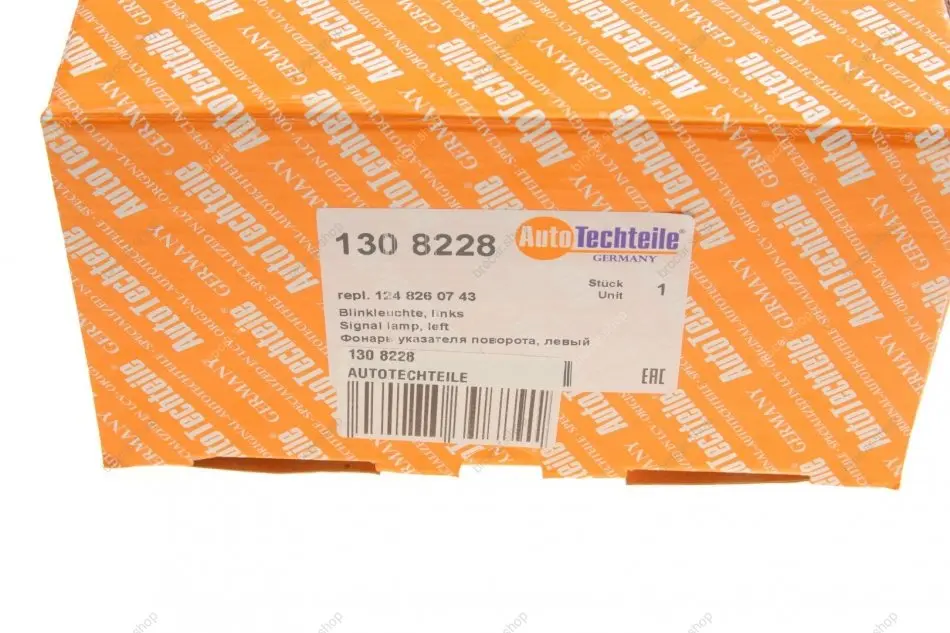 130 8228
AutoTechteile®
GERMANY
Stück
Unit
1
repl. 124 826 07 43
Blinkleuchte, links
Signal lamp, left
Фонарь указателя поворота, левый
130 8228
AUTOTECHTEILE
EAC